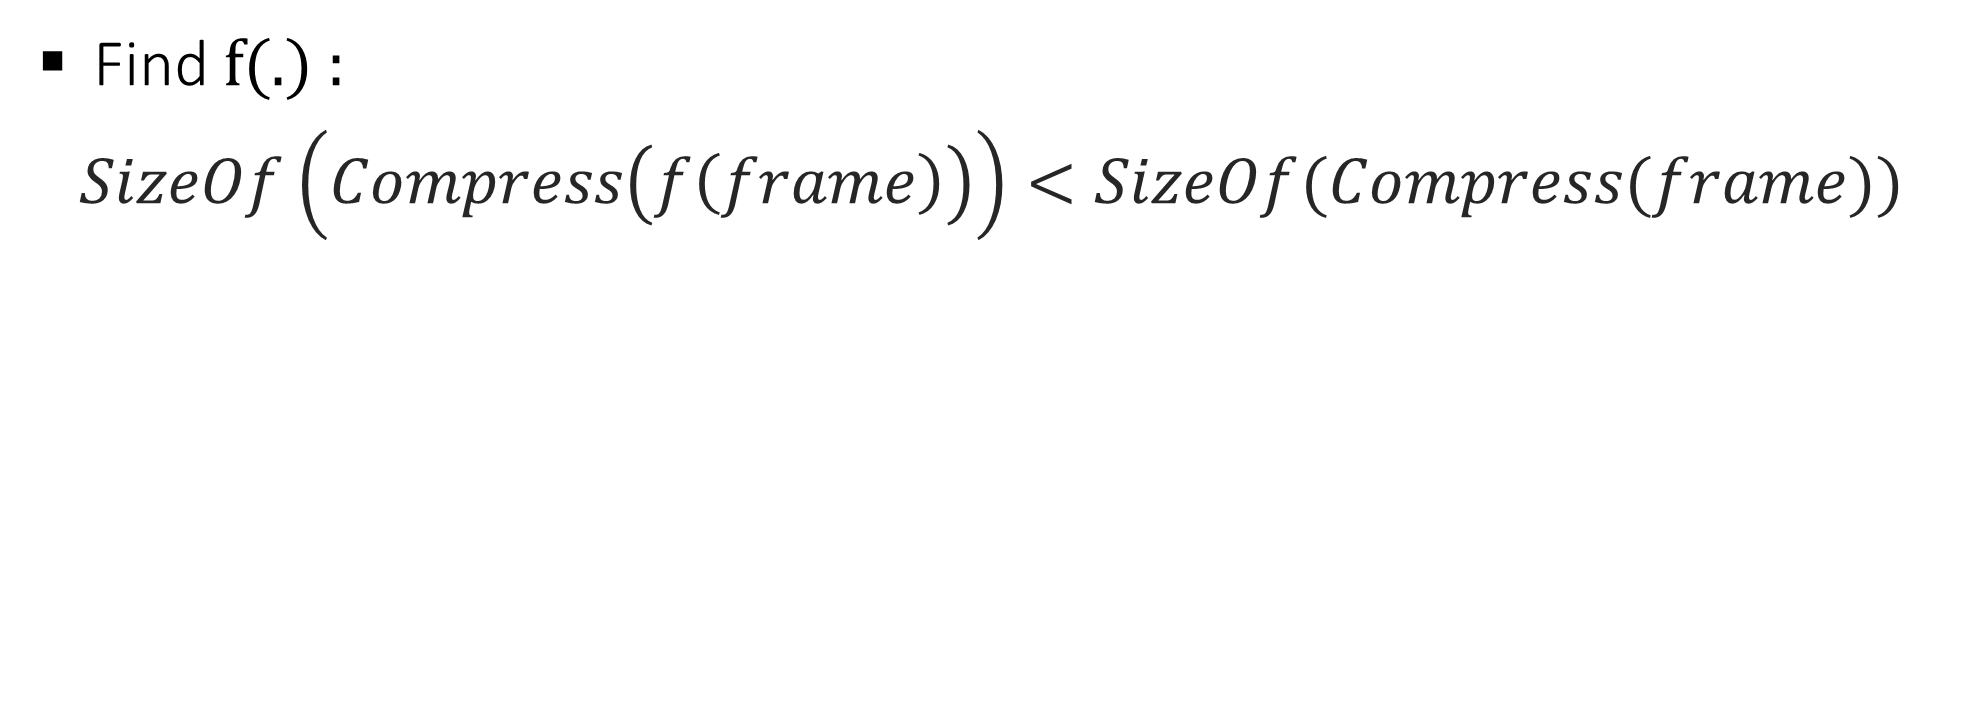 ▪ Find f(.) :
SizeOf (Compress(f(frame))) < SizeOf(Compress(frame))